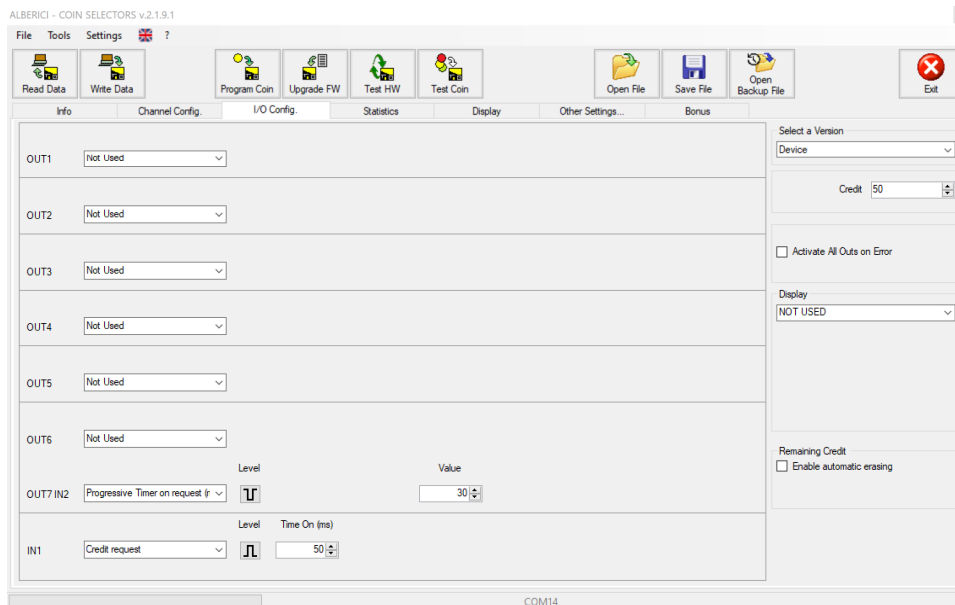 ALBERICI - COIN SELECTORS v.2.1.9.1
File Tools Settings ?
Read Data Write Data Program Coin Upgrade FW Test HW Test Coin Open File Save File Open Backup File Exit
Info Channel Config. I/O Config. Statistics Display Other Settings... Bonus
Select a Version
Device
Credit 50
Activate All Outs on Error
Display
NOT USED
Remaining Credit
Enable automatic erasing
OUT1 Not Used
OUT2 Not Used
OUT3 Not Used
OUT4 Not Used
OUT5 Not Used
OUT6 Not Used
Level Value
OUT7 IN2 Progressive Timer on request (r 30
Level Time On (ms)
IN1 Credit request 50
COM14